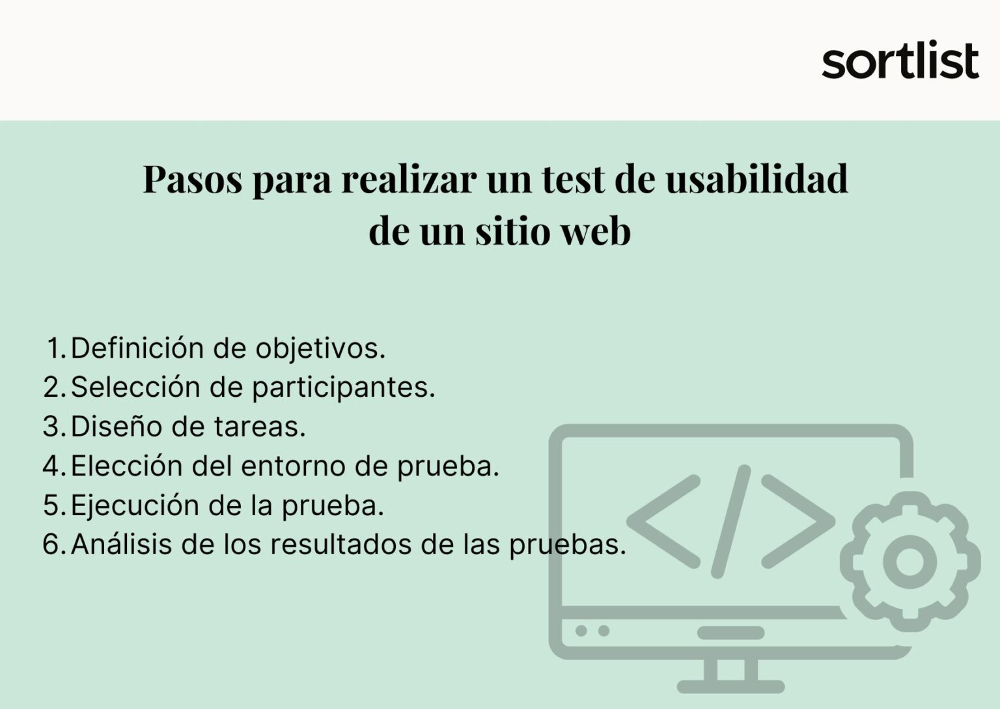 sortlist
Pasos para realizar un test de usabilidad
de un sitio web
1. Definición de objetivos.
2. Selección de participantes.
3. Diseño de tareas.
4. Elección del entorno de prueba.
5. Ejecución de la prueba.
6. Análisis de los resultados de las pruebas.
</>